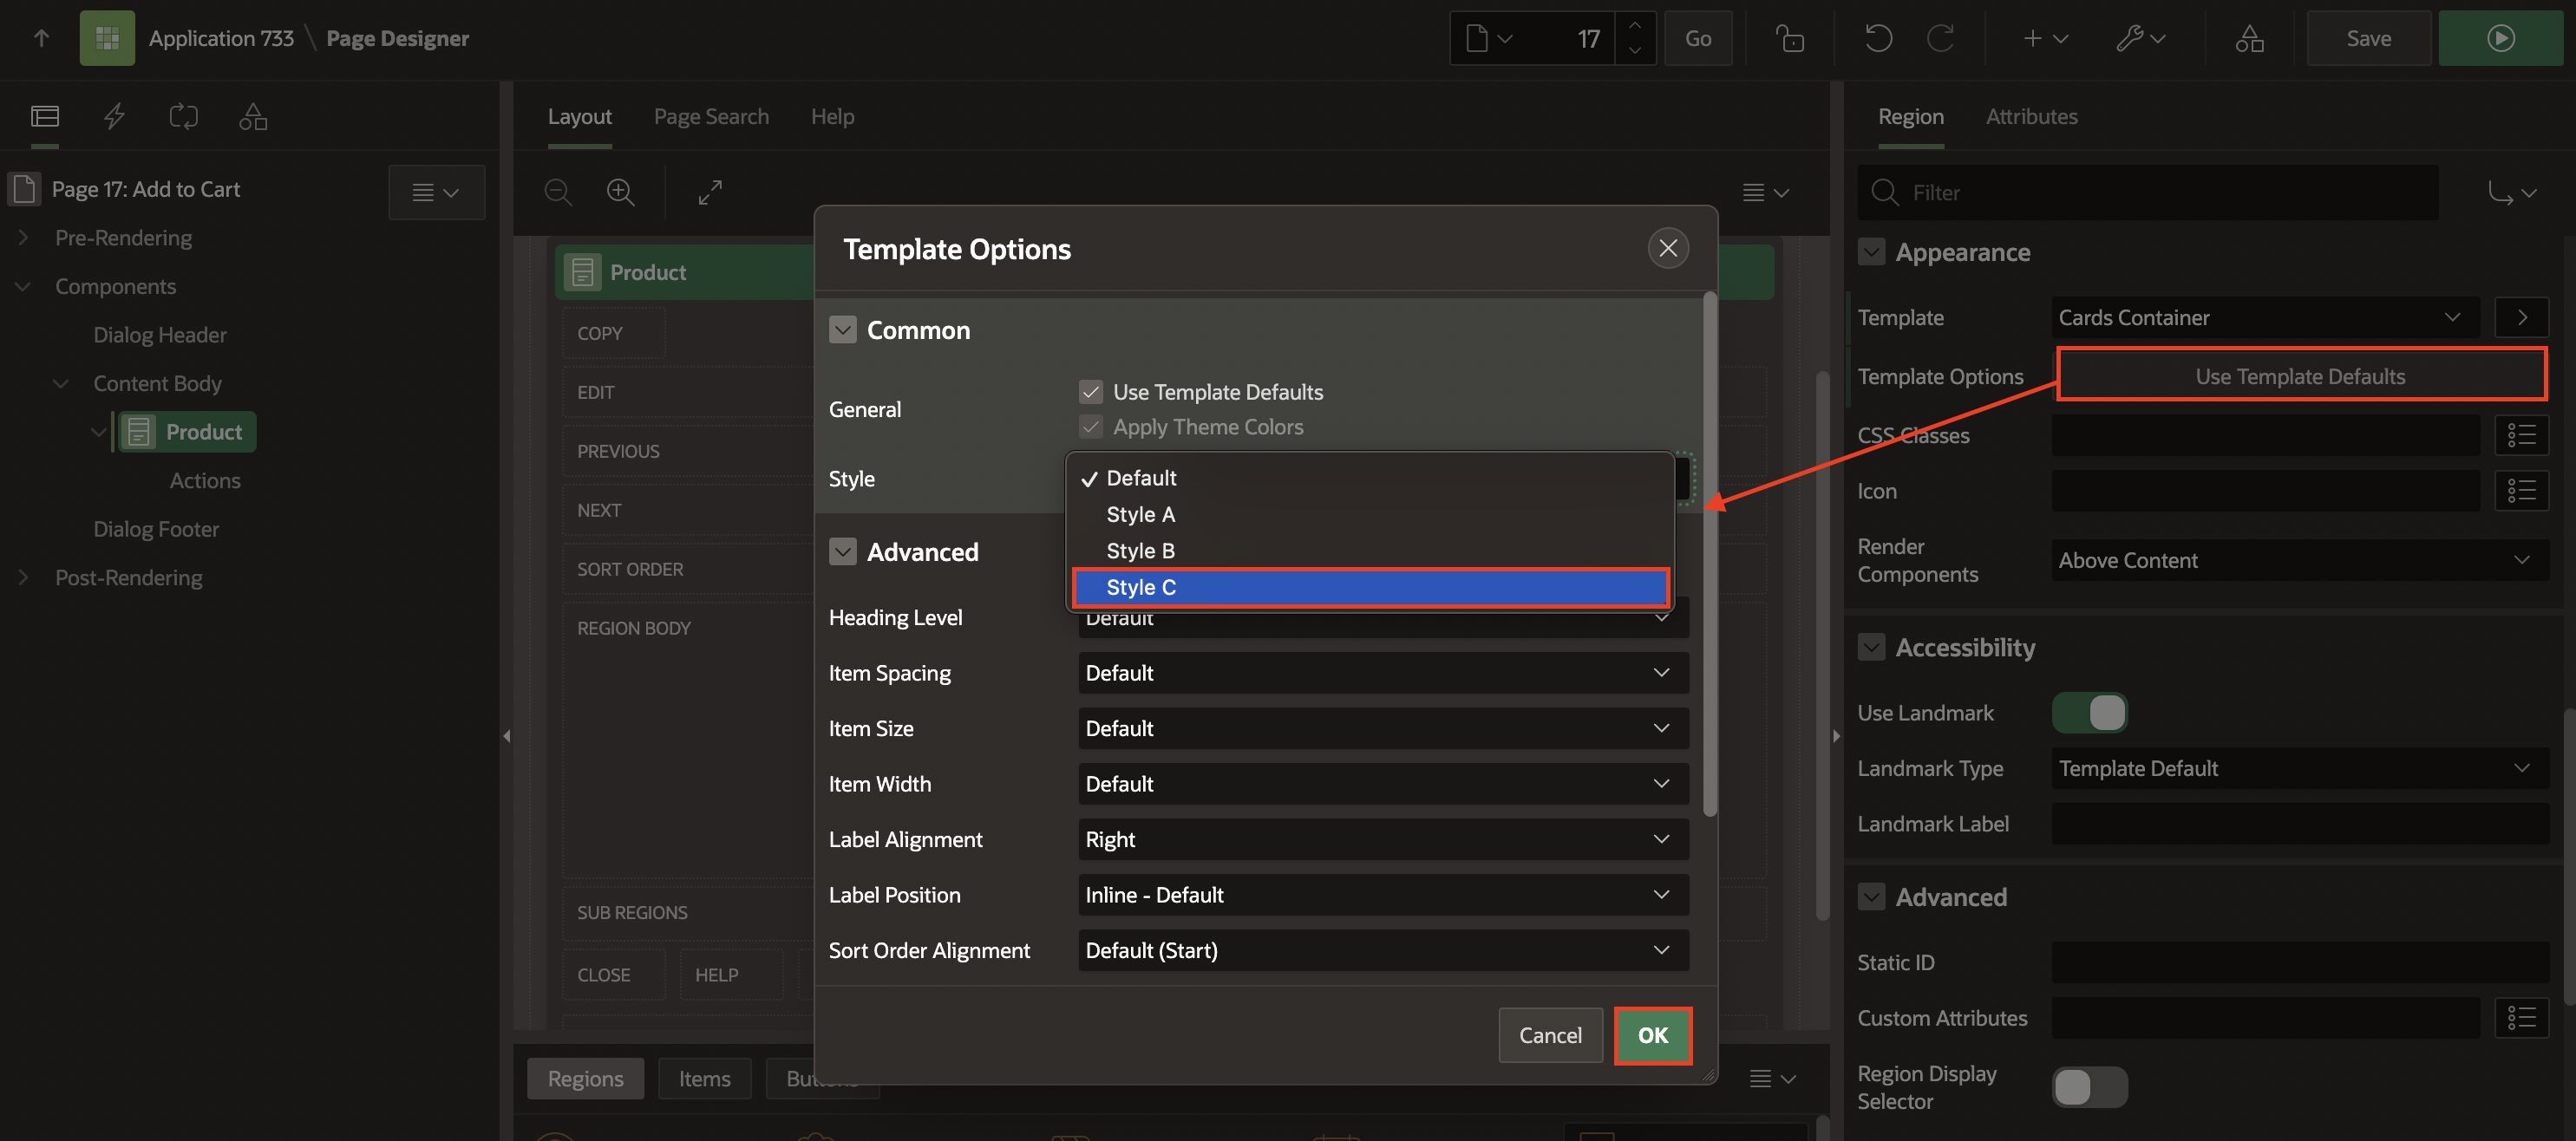 Application 733 \ Page Designer
17
Go
Save
Page 17: Add to Cart
Pre-Rendering
Components
Dialog Header
Content Body
Product
Actions
Dialog Footer
Post-Rendering
Layout
Page Search
Help
Product
COPY
EDIT
PREVIOUS
NEXT
SORT ORDER
REGION BODY
SUB REGIONS
CLOSE
HELP
Regions
Items
Template Options
Common
General
Use Template Defaults
Apply Theme Colors
Style
Default
Style A
Style B
Style C
Advanced
Heading Level
Default
Item Spacing
Default
Item Size
Default
Item Width
Default
Label Alignment
Right
Label Position
Inline - Default
Sort Order Alignment
Default (Start)
Cancel
OK
Region
Attributes
Filter
Appearance
Template
Cards Container
Template Options
Use Template Defaults
CSS Classes
Icon
Render
Components
Above Content
Accessibility
Use Landmark
Landmark Type
Template Default
Landmark Label
Advanced
Static ID
Custom Attributes
Region Display
Selector